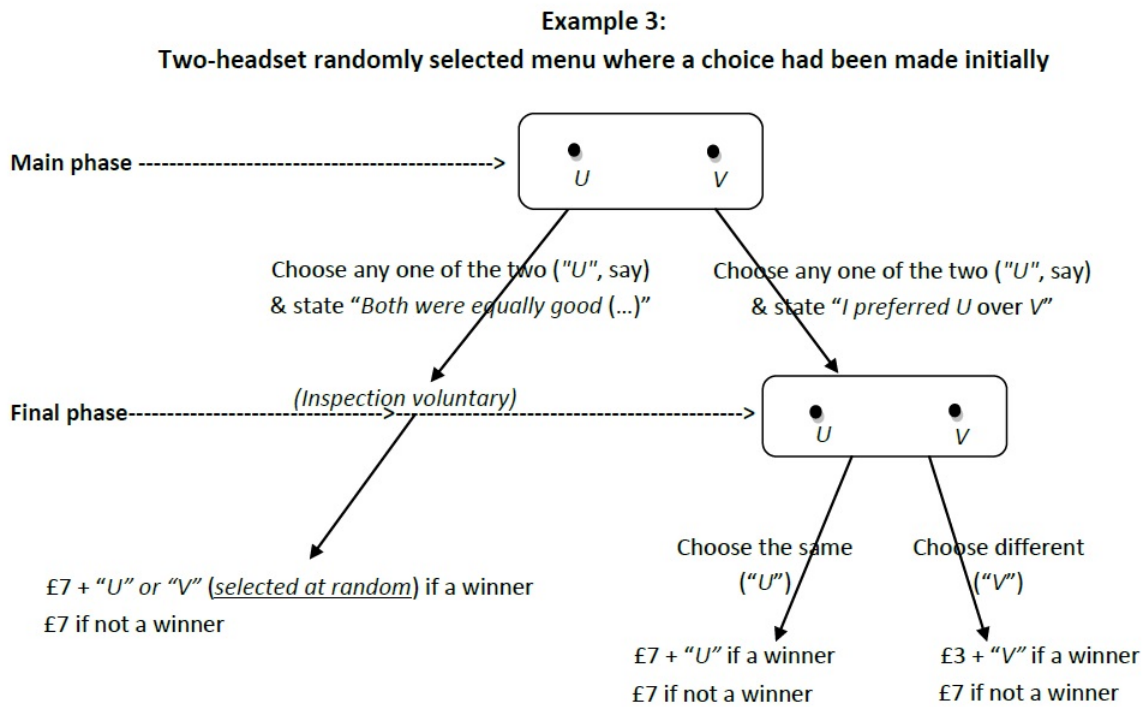 Example 3:
Two-headset randomly selected menu where a choice had been made initially
Main phase ---------------------------------------------->
U
V
Choose any one of the two ("U", say)
& state “Both were equally good (…)”
Choose any one of the two ("U", say)
& state “I preferred U over V”
(Inspection voluntary)
Final phase--------------------------------->--------------------------------------------->
U
V
Choose the same
(“U”)
Choose different
(“V”)
£7 + “U” or “V” (selected at random) if a winner
£7 if not a winner
£7 + “U” if a winner
£7 if not a winner
£3 + “V” if a winner
£7 if not a winner